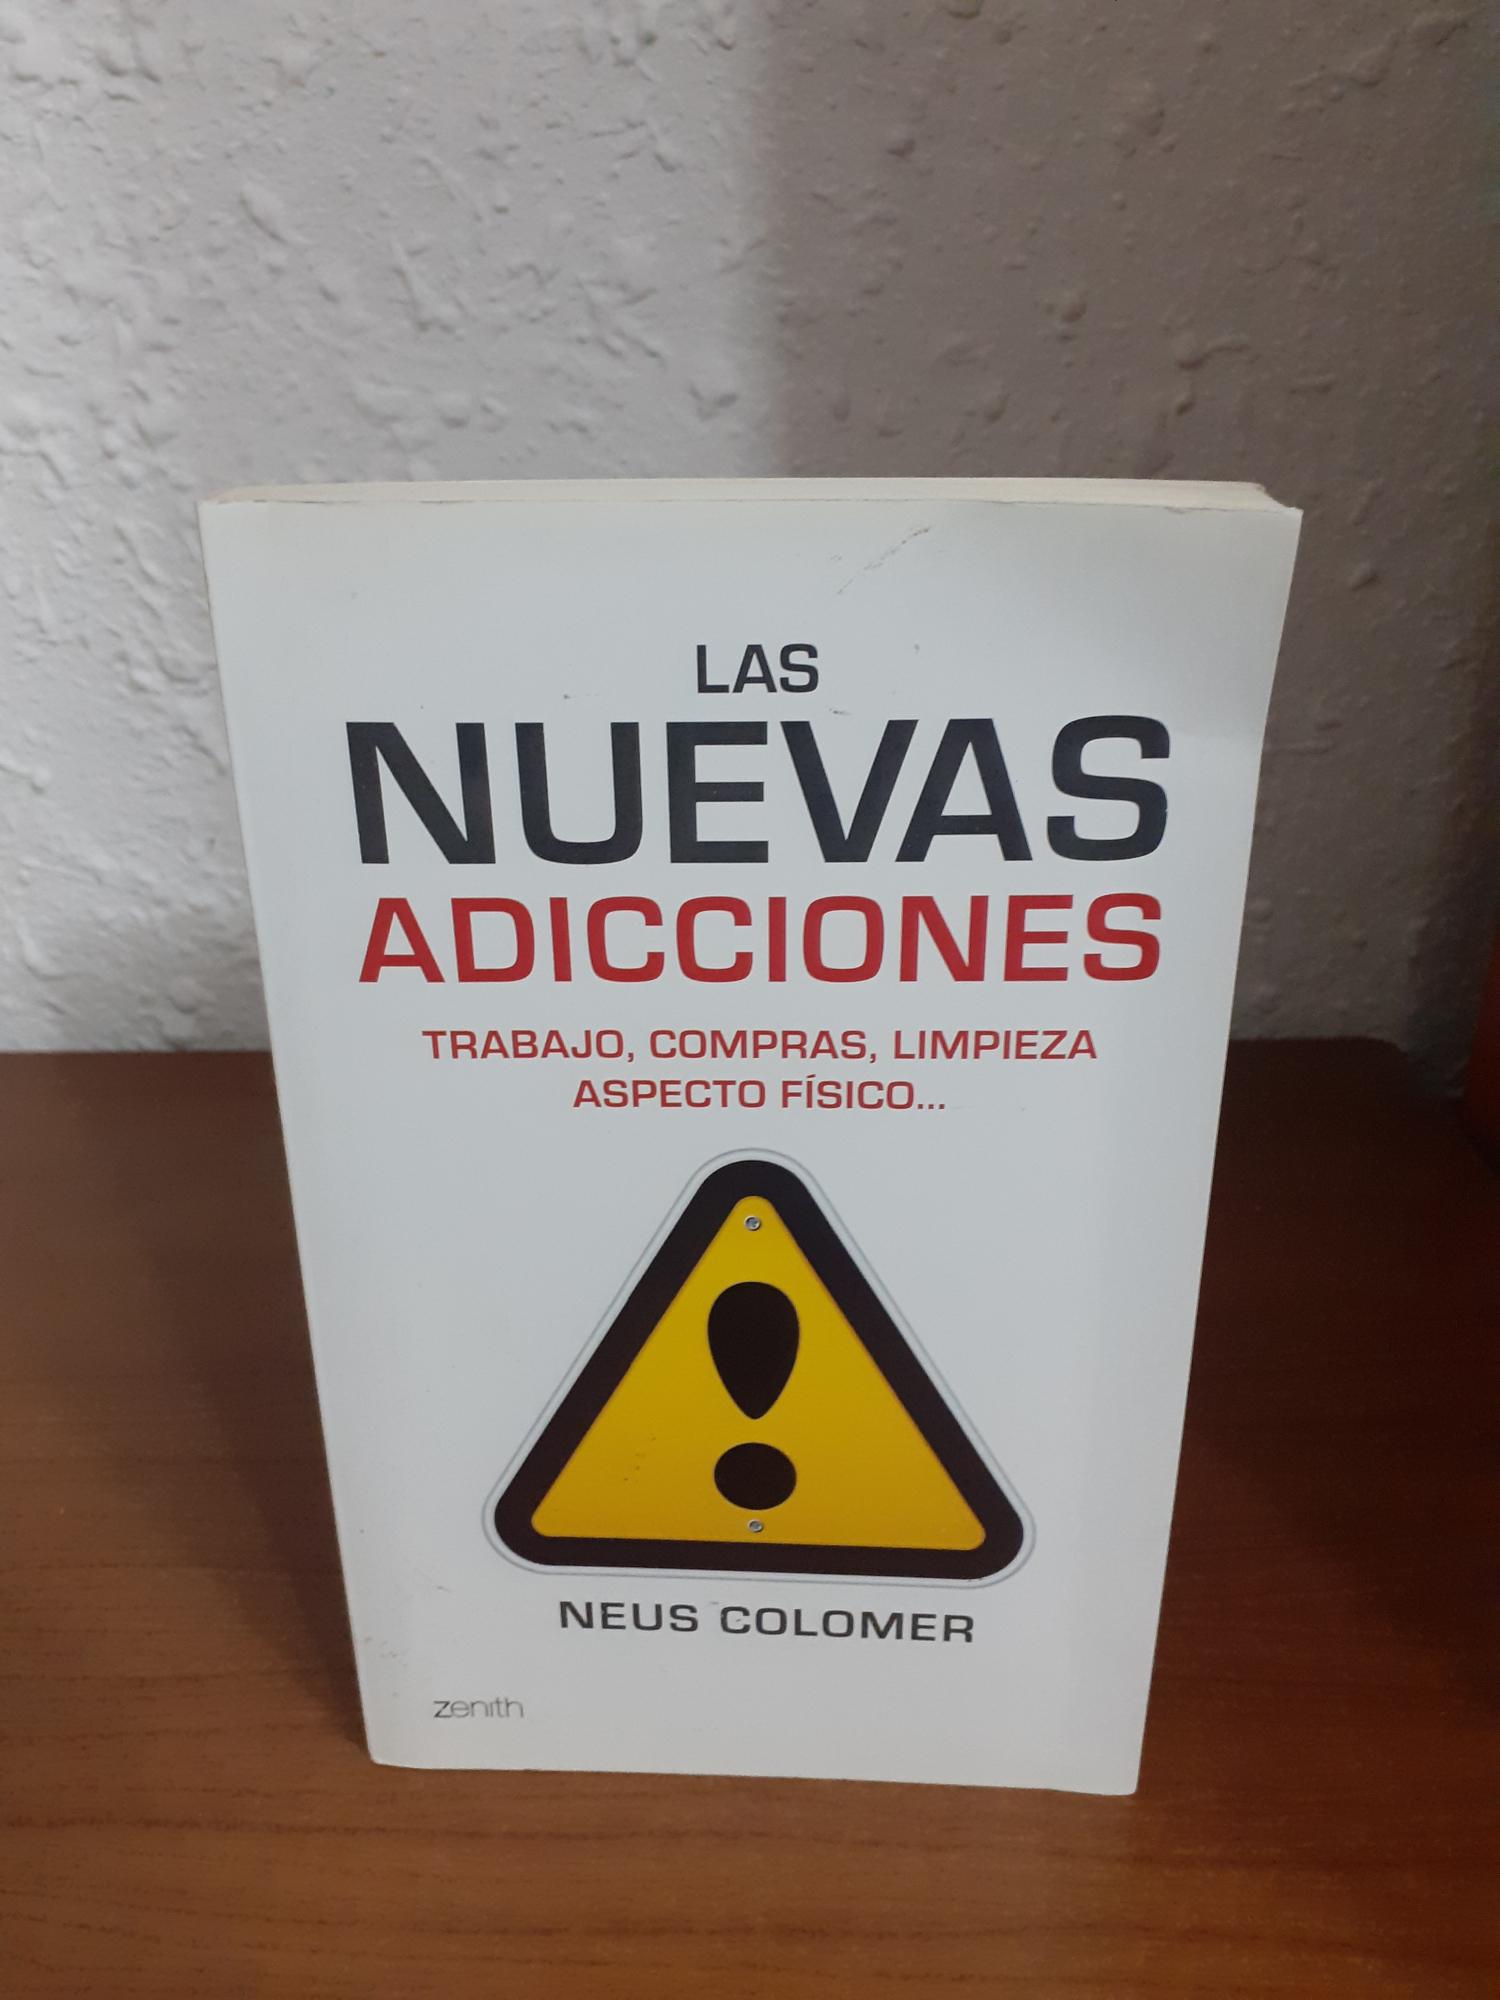 LAS
NUEVAS
ADICCIONES
TRABAJO, COMPRAS, LIMPIEZA
ASPECTO FÍSICO...
NEUS COLOMER
zenith